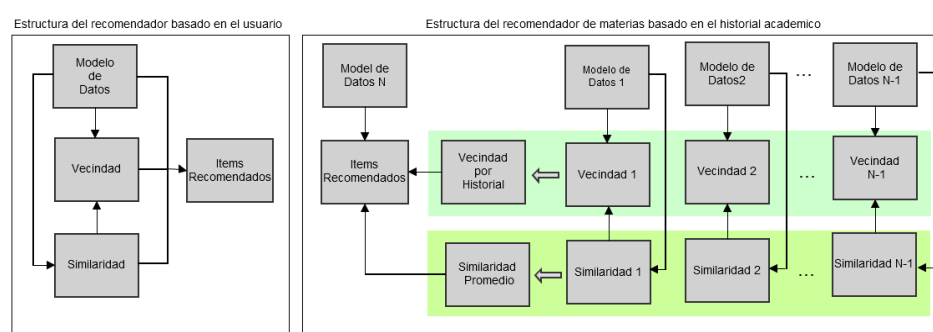 Estructura del recomendador basado en el usuario
Modelo
de
Datos
Vecindad
Similaridad
Items
Recomendados
Estructura del recomendador de materias basado en el historial academico
Model de
Datos N
Modelo de
Datos 1
Modelo de
Datos2
...
Modelo de
Datos N-1
Items
Recomendados
Vecindad
por
Historial
Vecindad 1
Vecindad 2
...
Vecindad
N-1
Similaridad
Promedio
Similaridad 1
Similaridad 2
...
Similaridad N-1